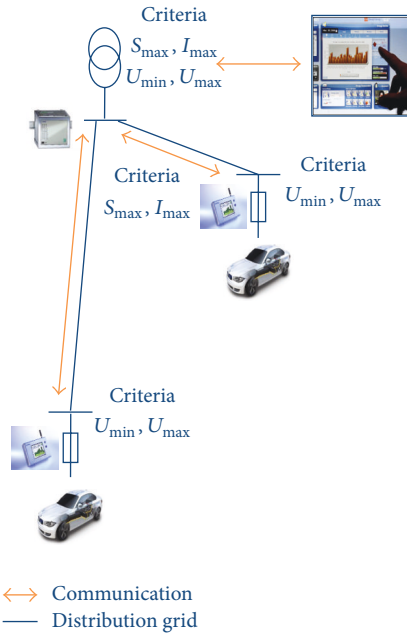 Criteria
Smax, Imax
Umin, Umax
Criteria
Smax, Imax
Criteria
Umin, Umax
Criteria
Umin, Umax
Communication
Distribution grid